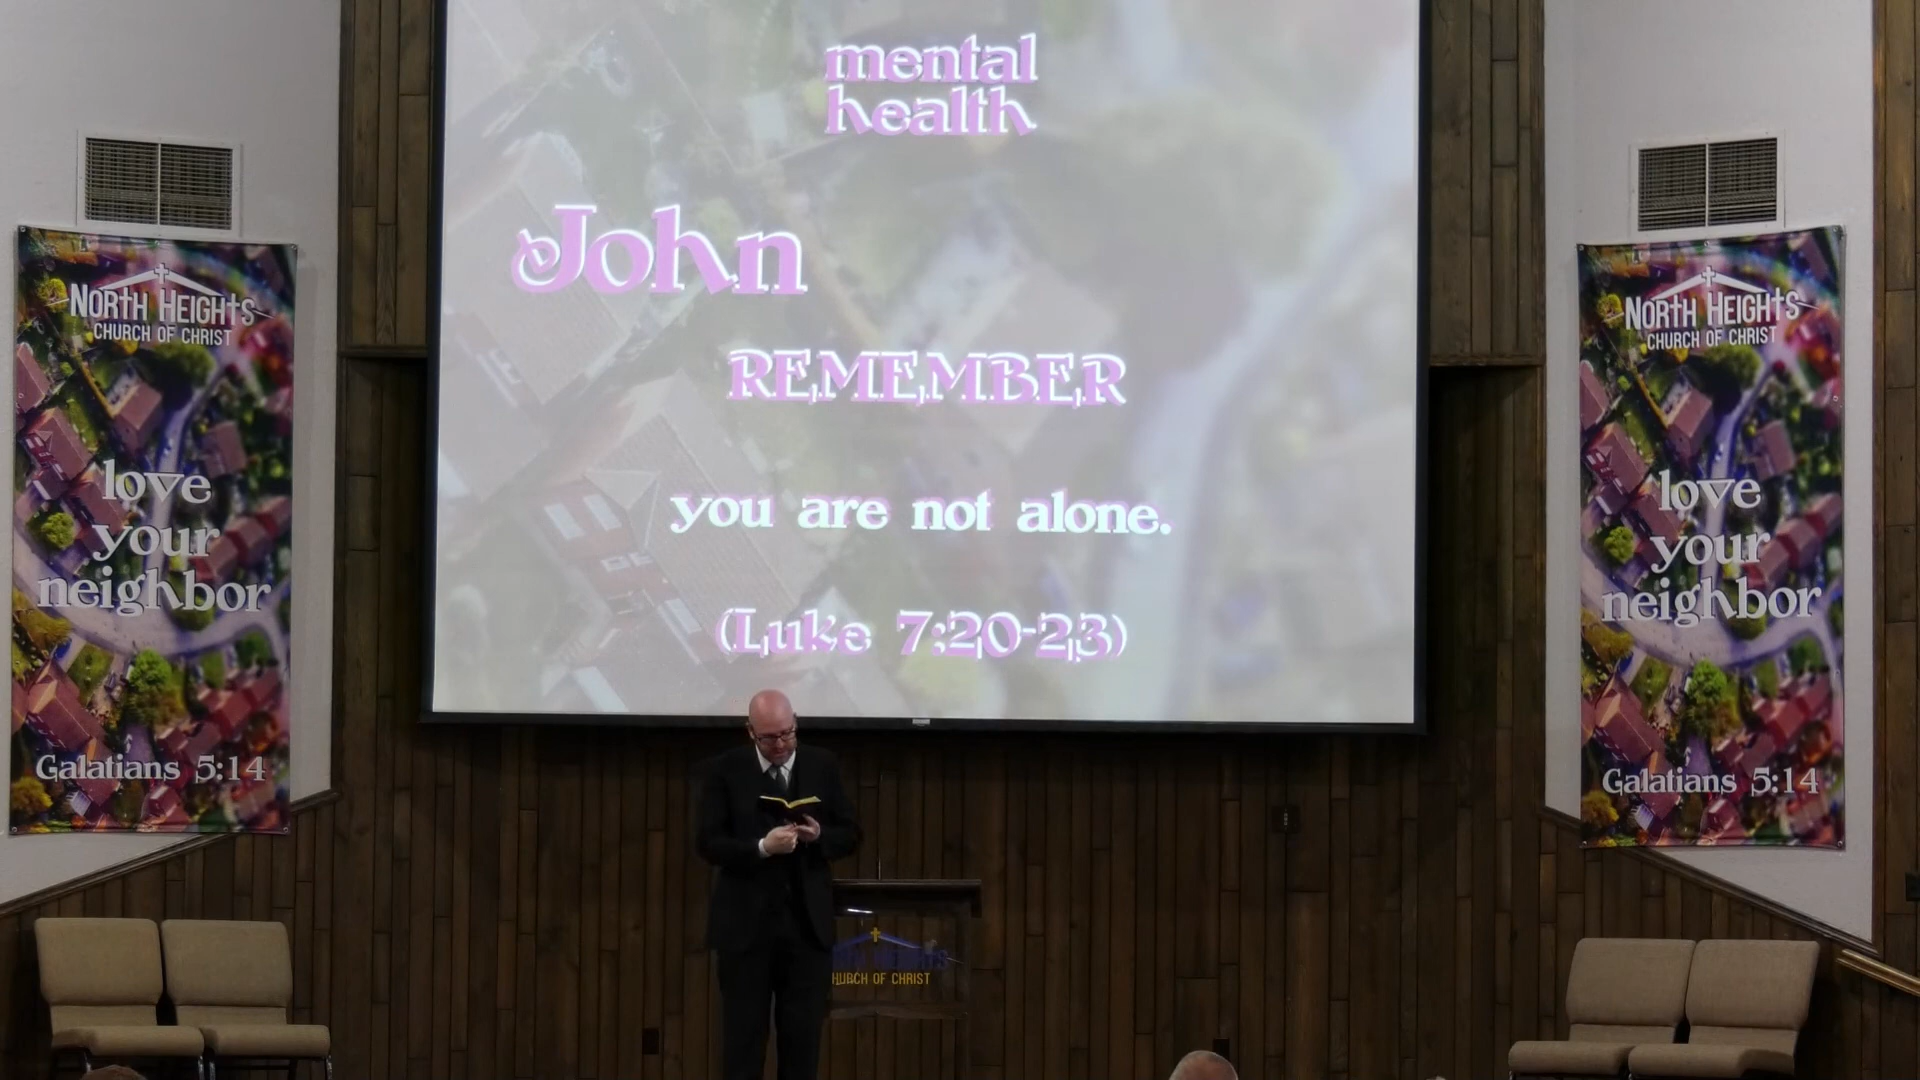 mental
health
John
REMEMBER
you are not alone.
(Luke 7:20-23)
NORTH HEIGHTS
CHURCH OF CHRIST
love
your
neighbor
Galatians 5:14
NORTH HEIGHTS
CHURCH OF CHRIST
love
your
neighbor
Galatians 5:14
HEIGHTS
CHURCH OF CHRIST